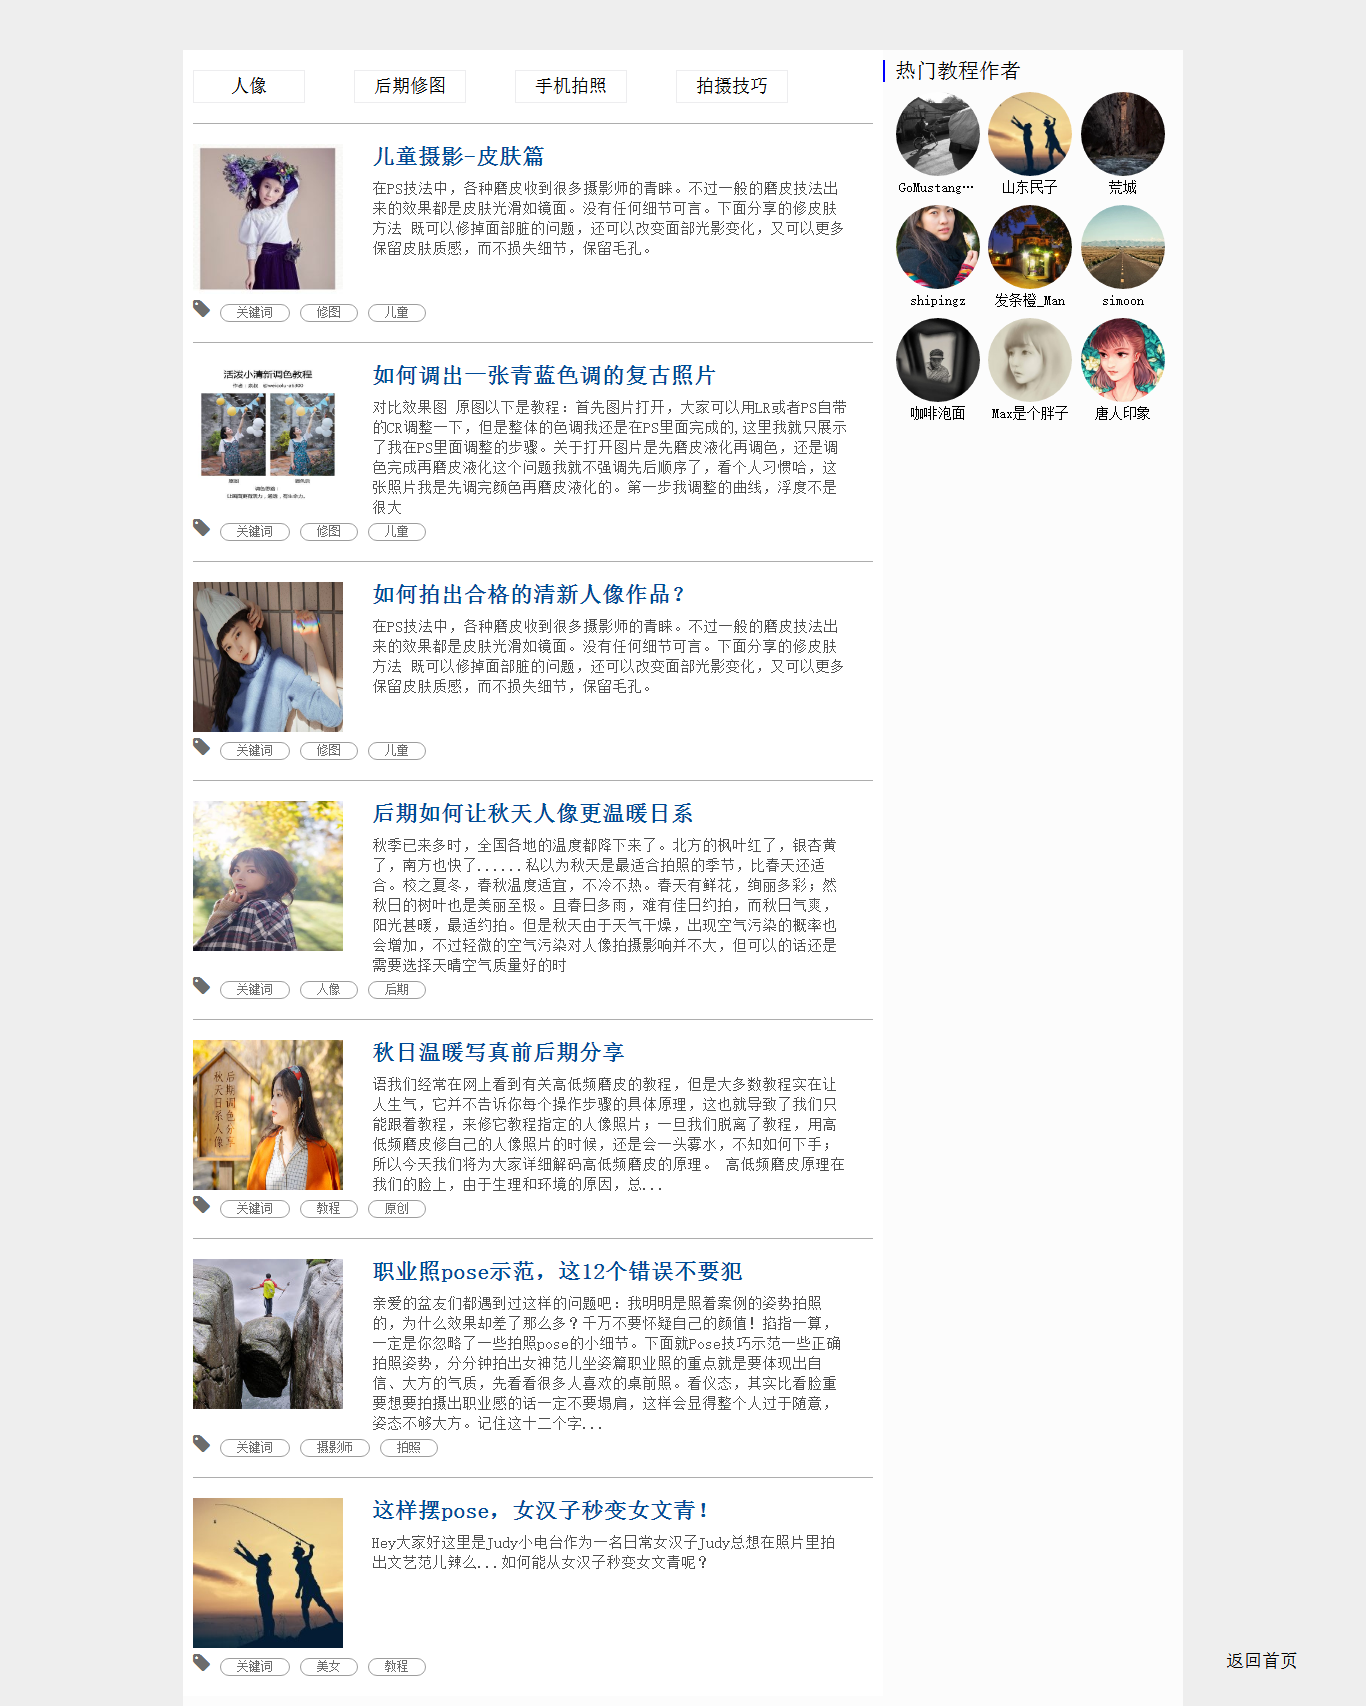 人像
后期修图
手机拍照
拍摄技巧
儿童摄影-皮肤篇
在PS技法中，各种磨皮收到很多摄影师的青睐。不过一般的磨皮技法出
来的效果都是皮肤光滑如镜面。没有任何细节可言。下面分享的修皮肤
方法 既可以修掉面部脏的问题，还可以改变面部光影变化，又可以更多
保留皮肤质感，而不损失细节，保留毛孔。
关键词 修图 儿童
活泼小清新调色教程
如何调出一张青蓝色调的复古照片
对比效果图 原图以下是教程：首先图片打开，大家可以用LR或者PS自带
的CR调整一下，但是整体的色调我还是在PS里面完成的,这里我就只展示
了我在PS里面调整的步骤。关于打开图片是先磨皮液化再调色，还是调
色完成再磨皮液化这个问题我就不强调先后顺序了，看个人习惯哈，这
张照片我是先调完颜色再磨皮液化的。第一步我调整的曲线，浮度不是
很大
关键词 修图 儿童
如何拍出合格的清新人像作品？
在PS技法中，各种磨皮收到很多摄影师的青睐。不过一般的磨皮技法出
来的效果都是皮肤光滑如镜面。没有任何细节可言。下面分享的修皮肤
方法 既可以修掉面部脏的问题，还可以改变面部光影变化，又可以更多
保留皮肤质感，而不损失细节，保留毛孔。
关键词 修图 儿童
后期如何让秋天人像更温暖日系
秋季已来多时，全国各地的温度都降下来了。北方的枫叶红了，银杏黄
了，南方也快了......私以为秋天是最适合拍照的季节，比春天还适
合。校之夏冬，春秋温度适宜，不冷不热。春天有鲜花，绚丽多彩；然
秋日的树叶也是美丽至极。且春日多雨，难有佳日约拍，而秋日气爽，
阳光甚暖，最适约拍。但是秋天由于天气干燥，出现空气污染的概率也
会增加，不过轻微的空气污染对人像拍摄影响并不大，但可以的话还是
需要选择天晴空气质量好的时
关键词 人像 后期
后期调色分享
秋天日系人像
秋日温暖写真前后期分享
语我们经常在网上看到有关高低频磨皮的教程，但是大多数教程实在让
人生气，它并不告诉你每个操作步骤的具体原理，这也就导致了我们只
能跟着教程，来修它教程指定的人像照片；一旦我们脱离了教程，用高
低频磨皮修自己的人像照片的时候，还是会一头雾水，不知如何下手；
所以今天我们将为大家详细解码高低频磨皮的原理。 高低频磨皮原理在
我们的脸上，由于生理和环境的原因，总...
关键词 教程 原创
职业照pose示范，这12个错误不要犯
亲爱的盆友们都遇到过这样的问题吧：我明明是照着案例的姿势拍照
的，为什么效果却差了那么多？千万不要怀疑自己的颜值！掐指一算，
一定是你忽略了一些拍照pose的小细节。下面就Pose技巧示范一些正确
拍照姿势，分分钟拍出女神范儿坐姿篇职业照的重点就是要体现出自
信、大方的气质，先看看很多人喜欢的桌前照。看仪态，其实比看脸重
要想要拍摄出职业感的话一定不要塌肩，这样会显得整个人过于随意，
姿态不够大方。记住这十二个字...
关键词 摄影师 拍照
这样摆pose，女汉子秒变女文青！
Hey大家好这里是Judy小电台作为一名日常女汉子Judy总想在照片里拍
出文艺范儿辣么...如何能从女汉子秒变女文青呢？
关键词 美女 教程
热门教程作者
GoMustang… 山东民子 荒城
shipingz 发条橙_Man simoon
咖啡泡面 Max是个胖子 唐人印象
返回首页